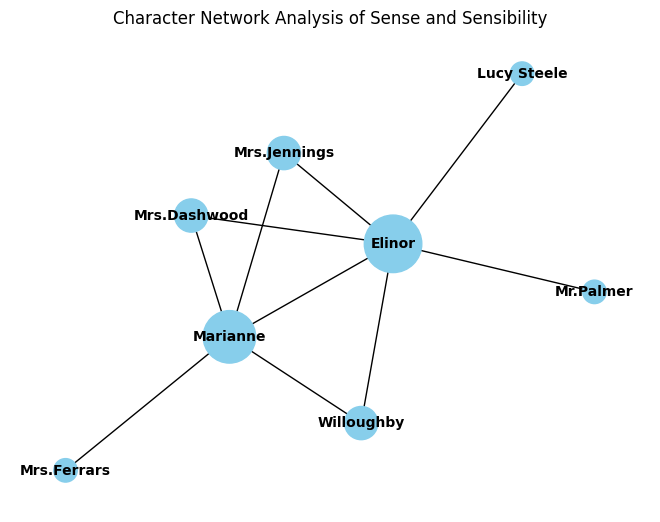 Character Network Analysis of Sense and Sensibility
Lucy Steele
Mrs.Jennings
Mrs.Dashwood
Elinor
Mr.Palmer
Marianne
Willoughby
Mrs.Ferrars